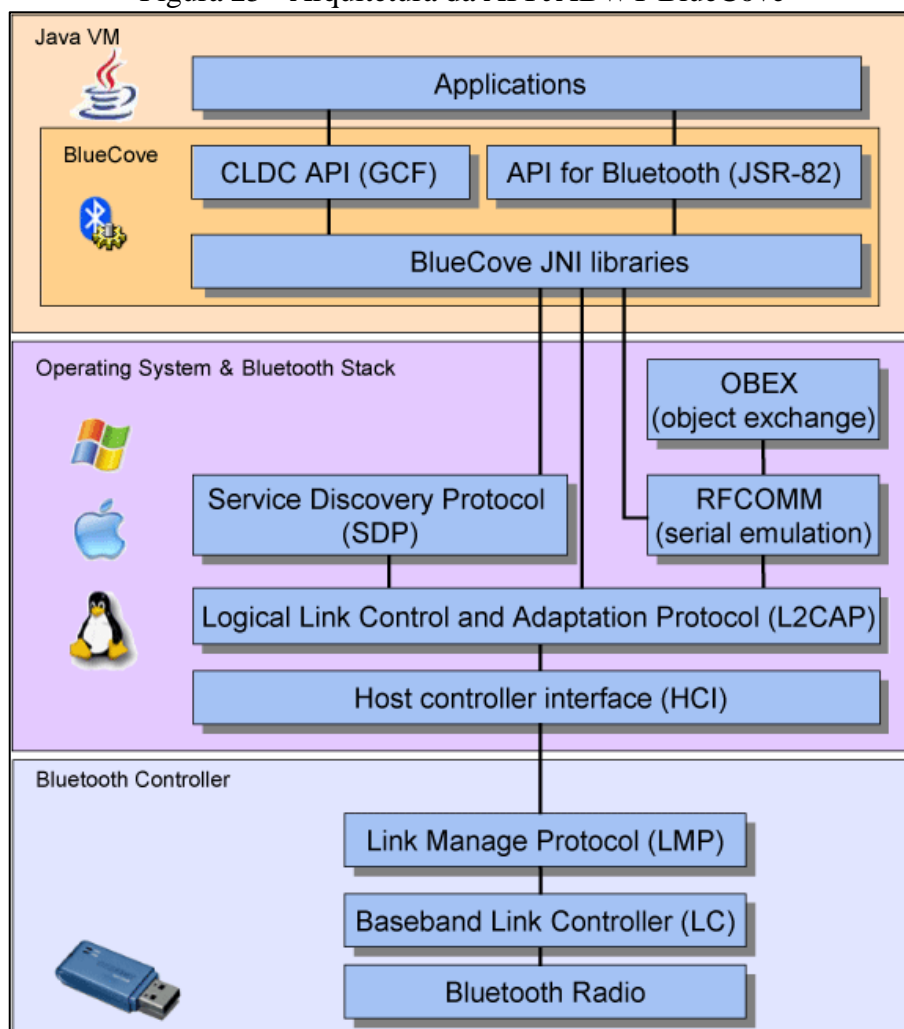 Java VM
Applications
BlueCove
CLDC API (GCF)
API for Bluetooth (JSR-82)
BlueCove JNI libraries
Operating System & Bluetooth Stack
OBEX
(object exchange)
Service Discovery Protocol
(SDP)
RFCOMM
(serial emulation)
Logical Link Control and Adaptation Protocol (L2CAP)
Host controller interface (HCI)
Bluetooth Controller
Link Manage Protocol (LMP)
Baseband Link Controller (LC)
Bluetooth Radio